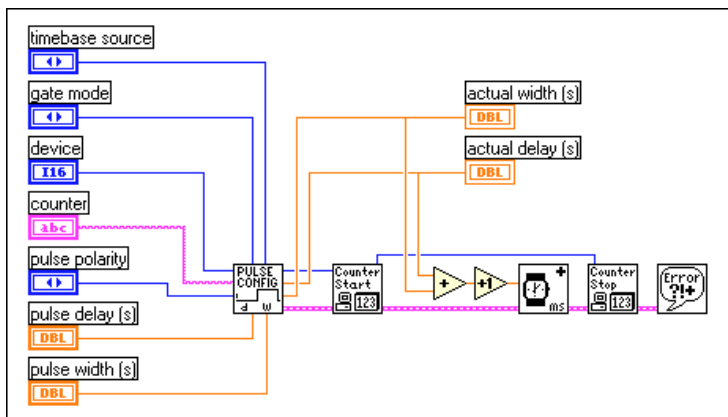 timebase source
gate mode
device
I16
counter
abc
pulse polarity
pulse delay (s)
DBL
pulse width (s)
DBL
actual width (s)
DBL
actual delay (s)
DBL
PULSE
CONFIG
d W
Counter
Start
123
+
+1
+
ms
Counter
Stop
123
Error
?!+